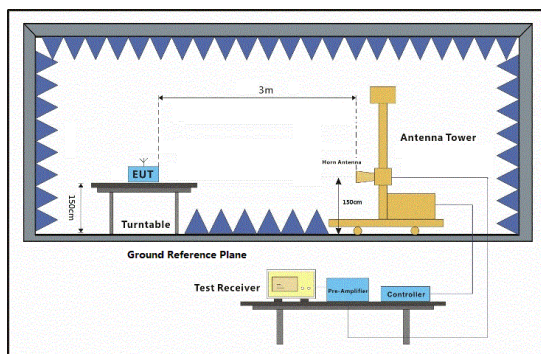 3m
Antenna Tower
Horn Antenna
EUT
150cm
150cm
Turntable
Ground Reference Plane
Test Receiver
Pre-Amplifier
Controller